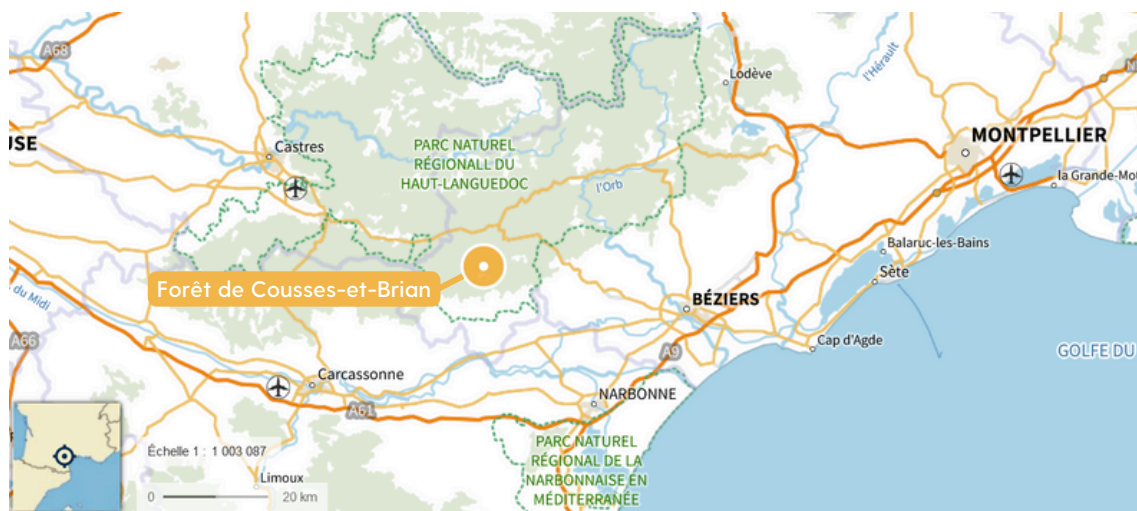 A68
Lodève
l'Hérault
USE
Castres
MONTPELLIER
PARC NATUREL
RÉGIONALL DU
HAUT-LANGUEDOC
l'Orb
la Grande-Mot
Balaruc-les-Bains
Sète
Forêt de Cousses-et-Brian
du Midi
BÉZIERS
Cap d'Agde
A66
A9
GOLFE DU
Carcassonne
NARBONNE
A61
PARC NATUREL
RÉGIONAL DE LA
NARBONNAISE EN
MÉDITERRANÉE
Échelle 1 : 1 003 087
Limoux
0 20 km